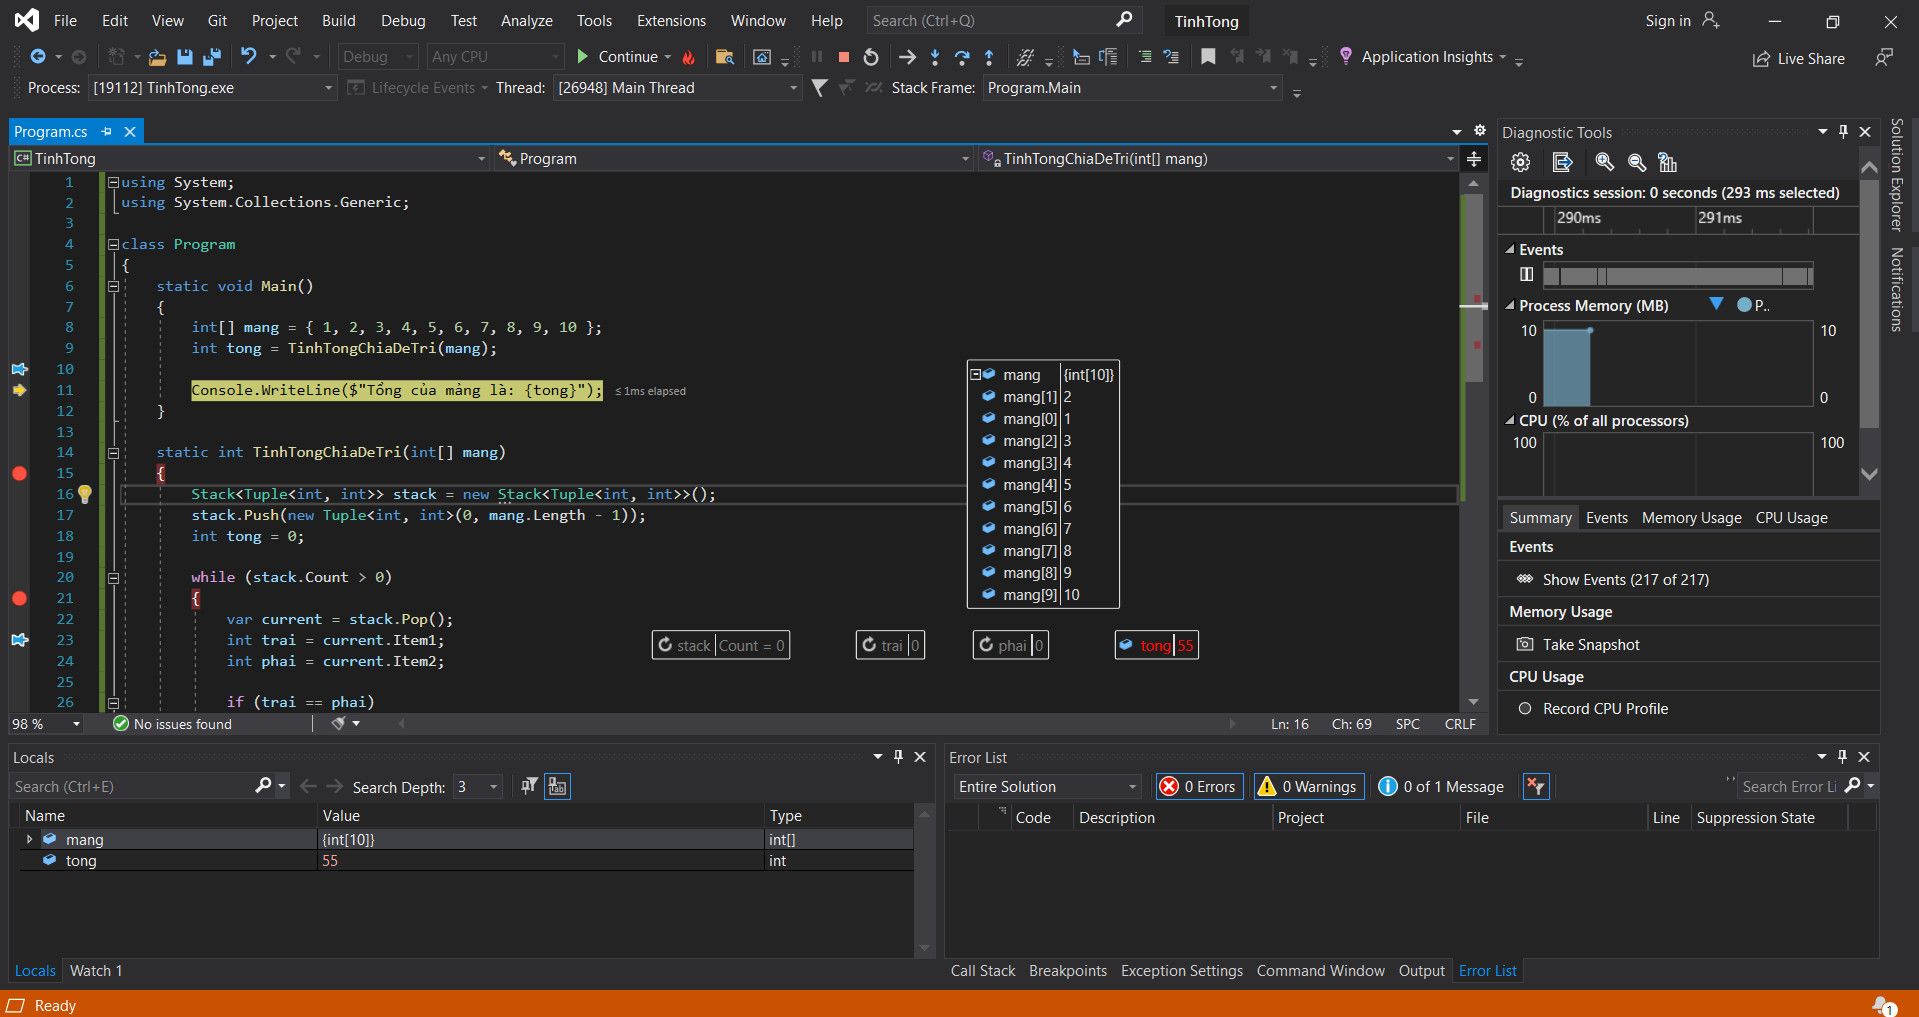 File Edit View Git Project Build Debug Test Analyze Tools Extensions Window Help Search (Ctrl+Q) TinhTong Sign in
Debug Any CPU Continue Application Insights Live Share
Process: [19112] TinhTong.exe Lifecycle Events Thread: [26948] Main Thread Stack Frame: Program.Main
Program.cs
C# TinhTong Program TinhTongChiaDeTri(int[] mang)
1 using System;
2 using System.Collections.Generic;
3
4 class Program
5 {
6 static void Main()
7 {
8 int[] mang = { 1, 2, 3, 4, 5, 6, 7, 8, 9, 10 };
9 int tong = TinhTongChiaDeTri(mang);
10
11 Console.WriteLine($"Tổng của mảng là: {tong}"); ≤ 1ms elapsed
12 }
13
14 static int TinhTongChiaDeTri(int[] mang)
15 {
16 Stack<Tuple<int, int>> stack = new Stack<Tuple<int, int>>();
17 stack.Push(new Tuple<int, int>(0, mang.Length - 1));
18 int tong = 0;
19
20 while (stack.Count > 0)
21 {
22 var current = stack.Pop();
23 int trai = current.Item1;
24 int phai = current.Item2;
25
26 if (trai == phai)
mang {int[10]}
mang[1] 2
mang[0] 1
mang[2] 3
mang[3] 4
mang[4] 5
mang[5] 6
mang[6] 7
mang[7] 8
mang[8] 9
mang[9] 10
stack Count = 0 trai 0 phai 0 tong 55
98 % No issues found Ln: 16 Ch: 69 SPC CRLF
Diagnostic Tools
Diagnostics session: 0 seconds (293 ms selected)
290ms 291ms
Events
Process Memory (MB) P..
10 10
0 0
CPU (% of all processors)
100 100
Summary Events Memory Usage CPU Usage
Events
Show Events (217 of 217)
Memory Usage
Take Snapshot
CPU Usage
Record CPU Profile
Solution Explorer
Notifications
Locals
Search (Ctrl+E) Search Depth: 3
Name Value Type
mang {int[10]} int[]
tong 55 int
Locals Watch 1
Error List
Entire Solution 0 Errors 0 Warnings 0 of 1 Message Search Error Li
Code Description Project File Line Suppression State
Call Stack Breakpoints Exception Settings Command Window Output Error List
Ready 1